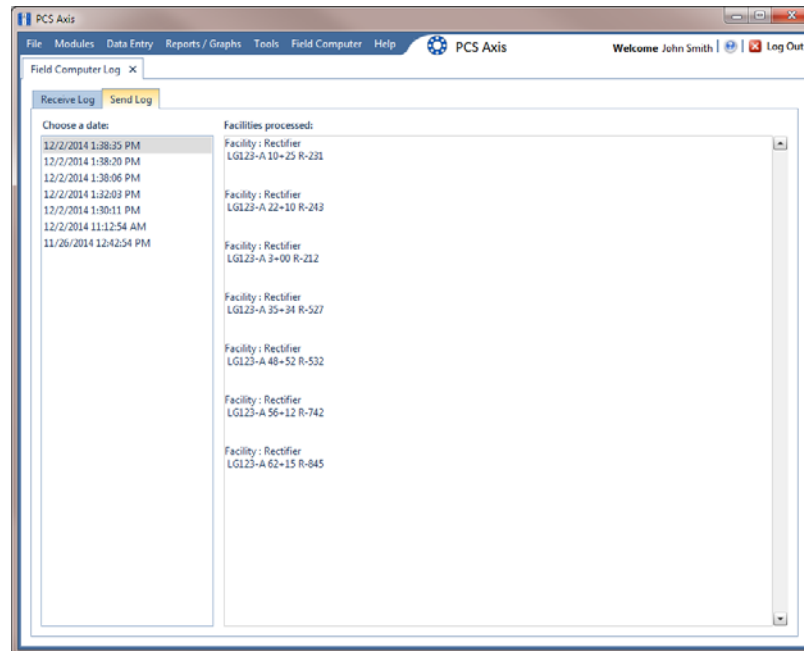 PCS Axis
File Modules Data Entry Reports / Graphs Tools Field Computer Help PCS Axis Welcome John Smith | | Log Out
Field Computer Log X
Receive Log Send Log
Choose a date:
12/2/2014 1:38:35 PM
12/2/2014 1:38:20 PM
12/2/2014 1:38:06 PM
12/2/2014 1:32:03 PM
12/2/2014 1:30:11 PM
12/2/2014 11:12:54 AM
11/26/2014 12:42:54 PM
Facilities processed:
Facility : Rectifier
LG123-A 10+25 R-231
Facility : Rectifier
LG123-A 22+10 R-243
Facility : Rectifier
LG123-A 3+00 R-212
Facility : Rectifier
LG123-A 35+34 R-527
Facility : Rectifier
LG123-A 48+52 R-532
Facility : Rectifier
LG123-A 56+12 R-742
Facility : Rectifier
LG123-A 62+15 R-845